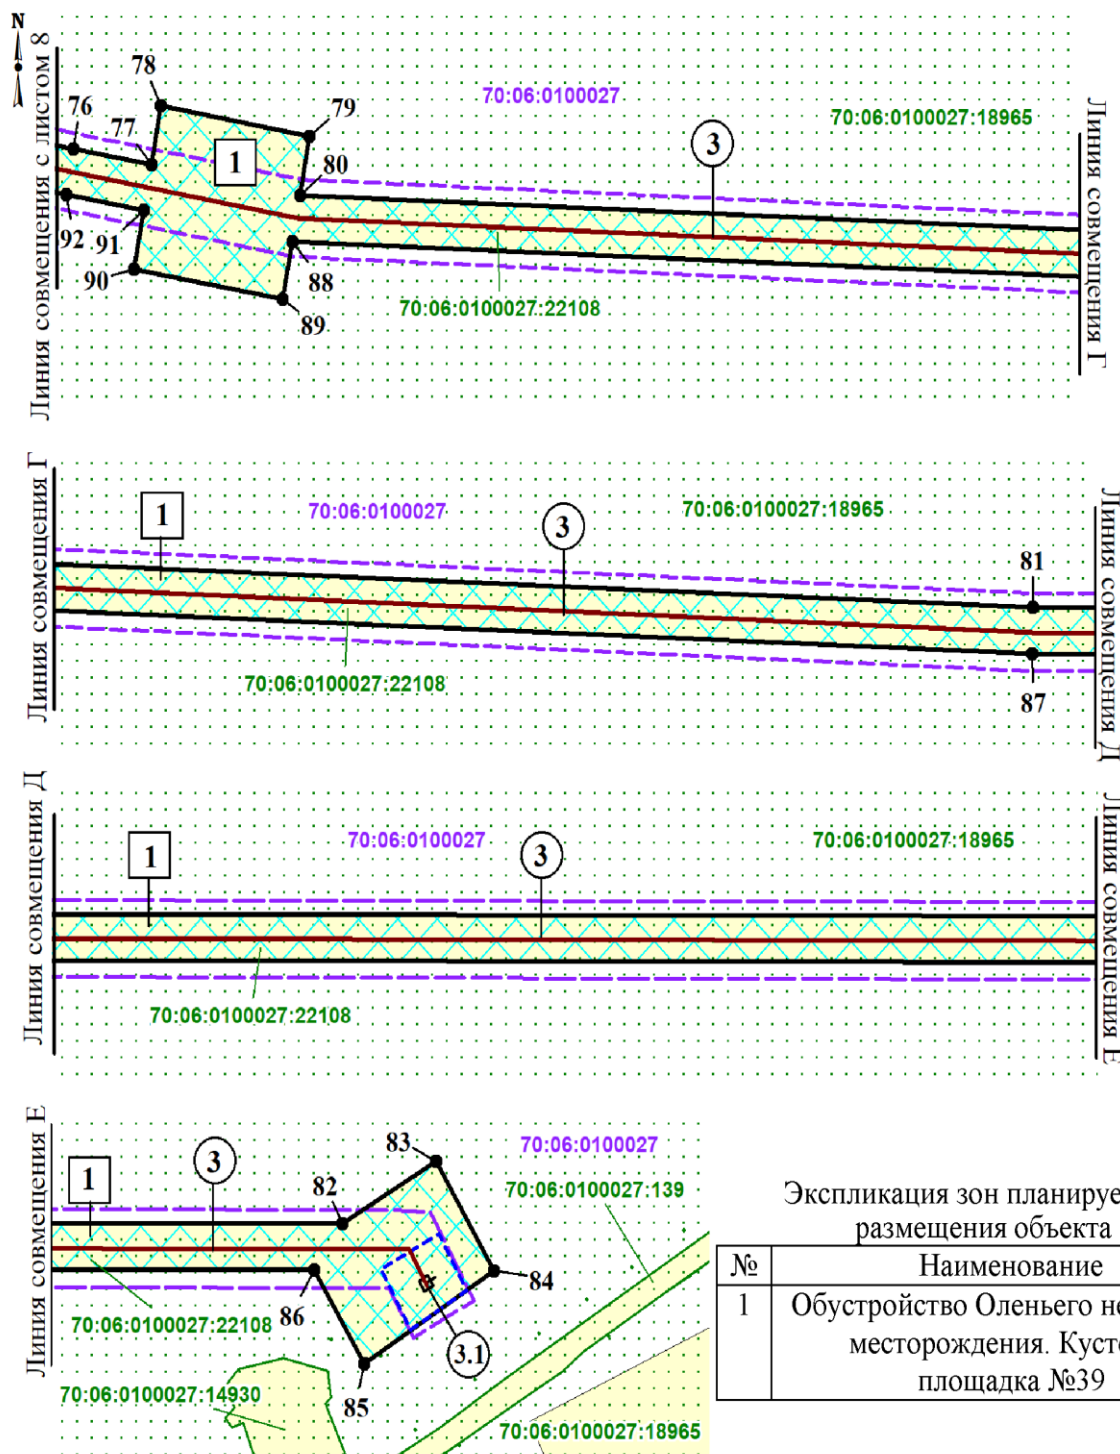 N
Линия совмещения с листом 8
78
76
77
79
1
80
70:06:0100027
70:06:0100027:18965
3
Линия совмещения Г
92
91
90
88
89
70:06:0100027:22108
Линия совмещения Г
1
70:06:0100027
3
70:06:0100027:18965
81
Линия совмещения Д
70:06:0100027:22108
87
Линия совмещения Д
1
70:06:0100027
3
70:06:0100027:18965
Линия совмещения Е
70:06:0100027:22108
Линия совмещения Е
1
3
82
83
70:06:0100027
70:06:0100027:139
84
86
70:06:0100027:22108
3.1
85
70:06:0100027:14930
70:06:0100027:18965
Экспликация зон планируе
размещения объекта
№ Наименование
1 Обустройство Оленьего не
месторождения. Кусто
площадка №39